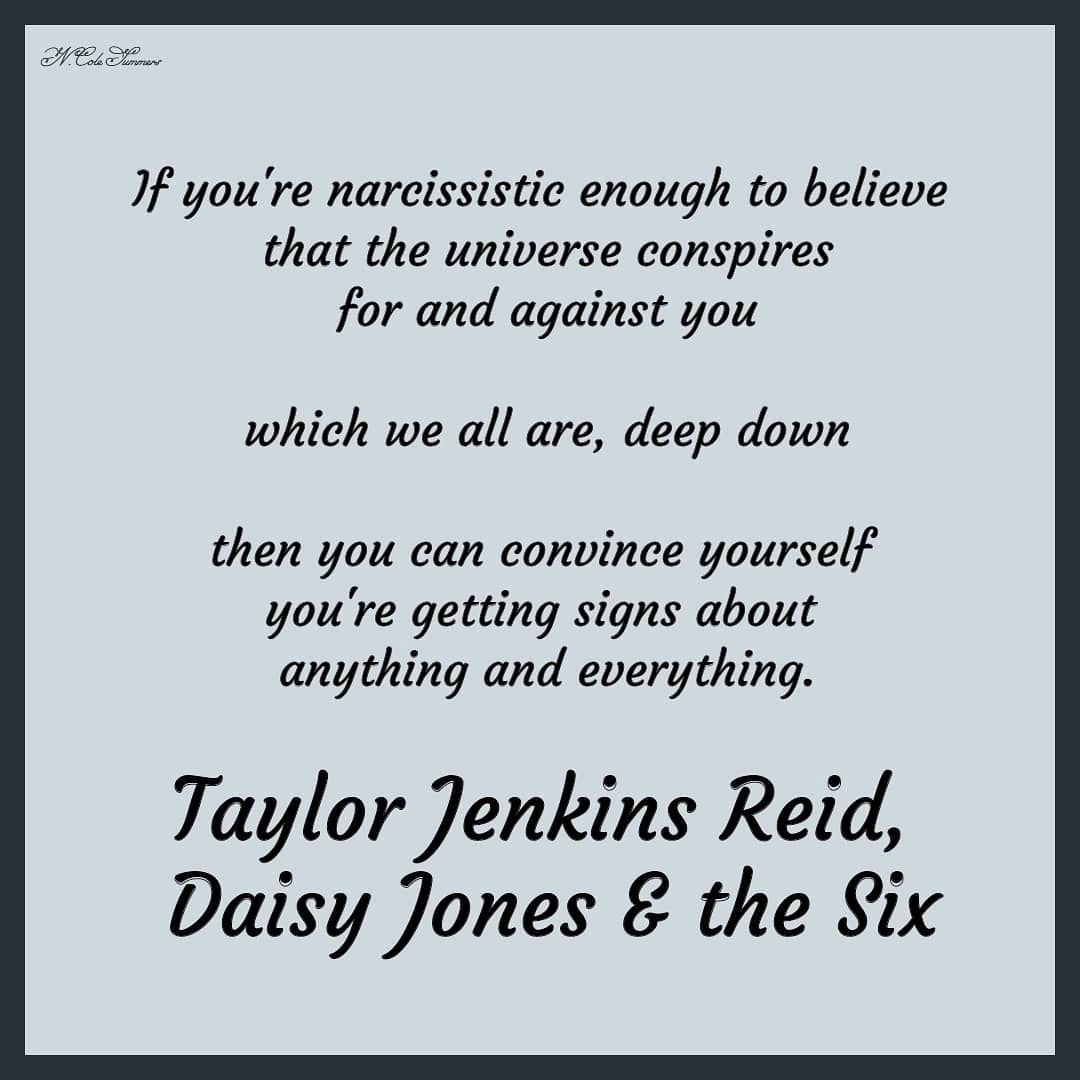 N. Cole Summers
If you're narcissistic enough to believe
that the universe conspires
for and against you
which we all are, deep down
then you can convince yourself
you're getting signs about
anything and everything.
Taylor Jenkins Reid,
Daisy Jones & the Six